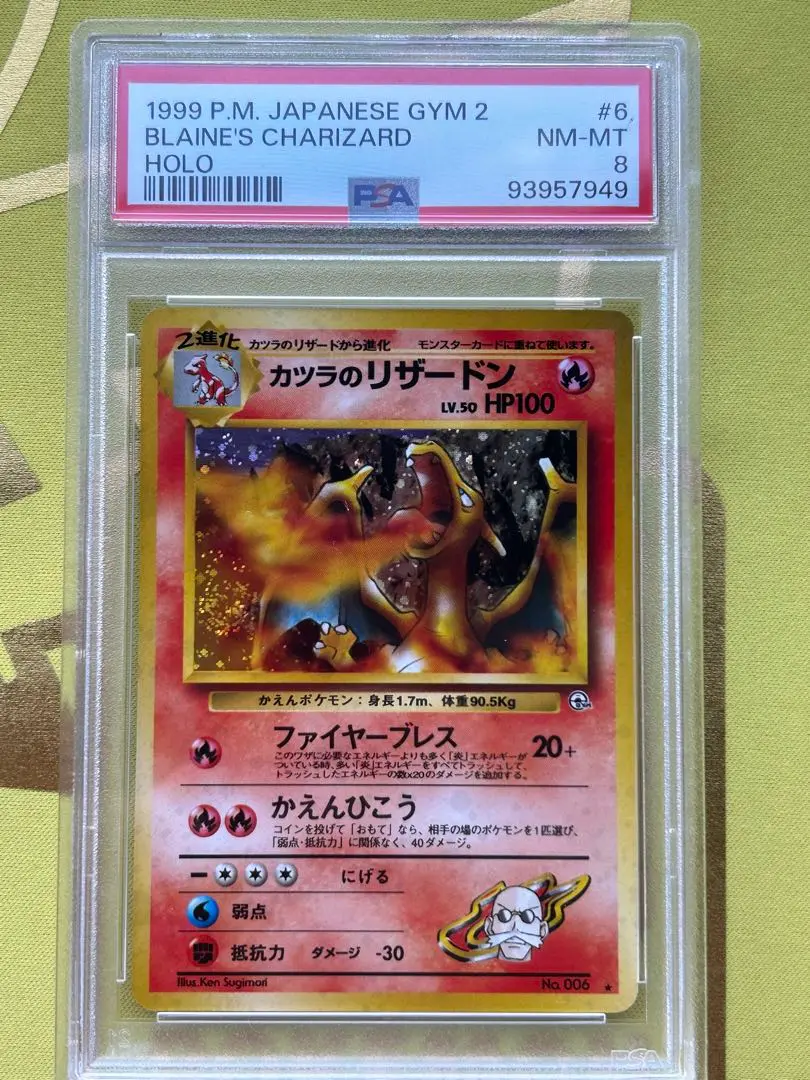 1999 P.M. JAPANESE GYM 2 #6
BLAINE'S CHARIZARD NM-MT
HOLO 8
PSA 93957949
2進化 カツラのリザードから進化 モンスターカードに重ねて使います。
カツラのリザードン
LV.50 HP100
かえんポケモン:身長1.7m、体重90.5Kg
ファイヤーブレス 20+
このワザに必要なエネルギーよりも多く「炎」エネルギーが
ついている時、多い「炎」エネルギーをすべてトラッシュして、
トラッシュしたエネルギーの数x20のダメージを追加する。
かえんひこう
コインを投げて「おもて」なら、相手の場のポケモンを1匹選び、
「弱点・抵抗力」に関係なく、40ダメージ。
にげる
弱点
抵抗力 ダメージ -30
Illus.Ken Sugimori No. 006 ★
PSA